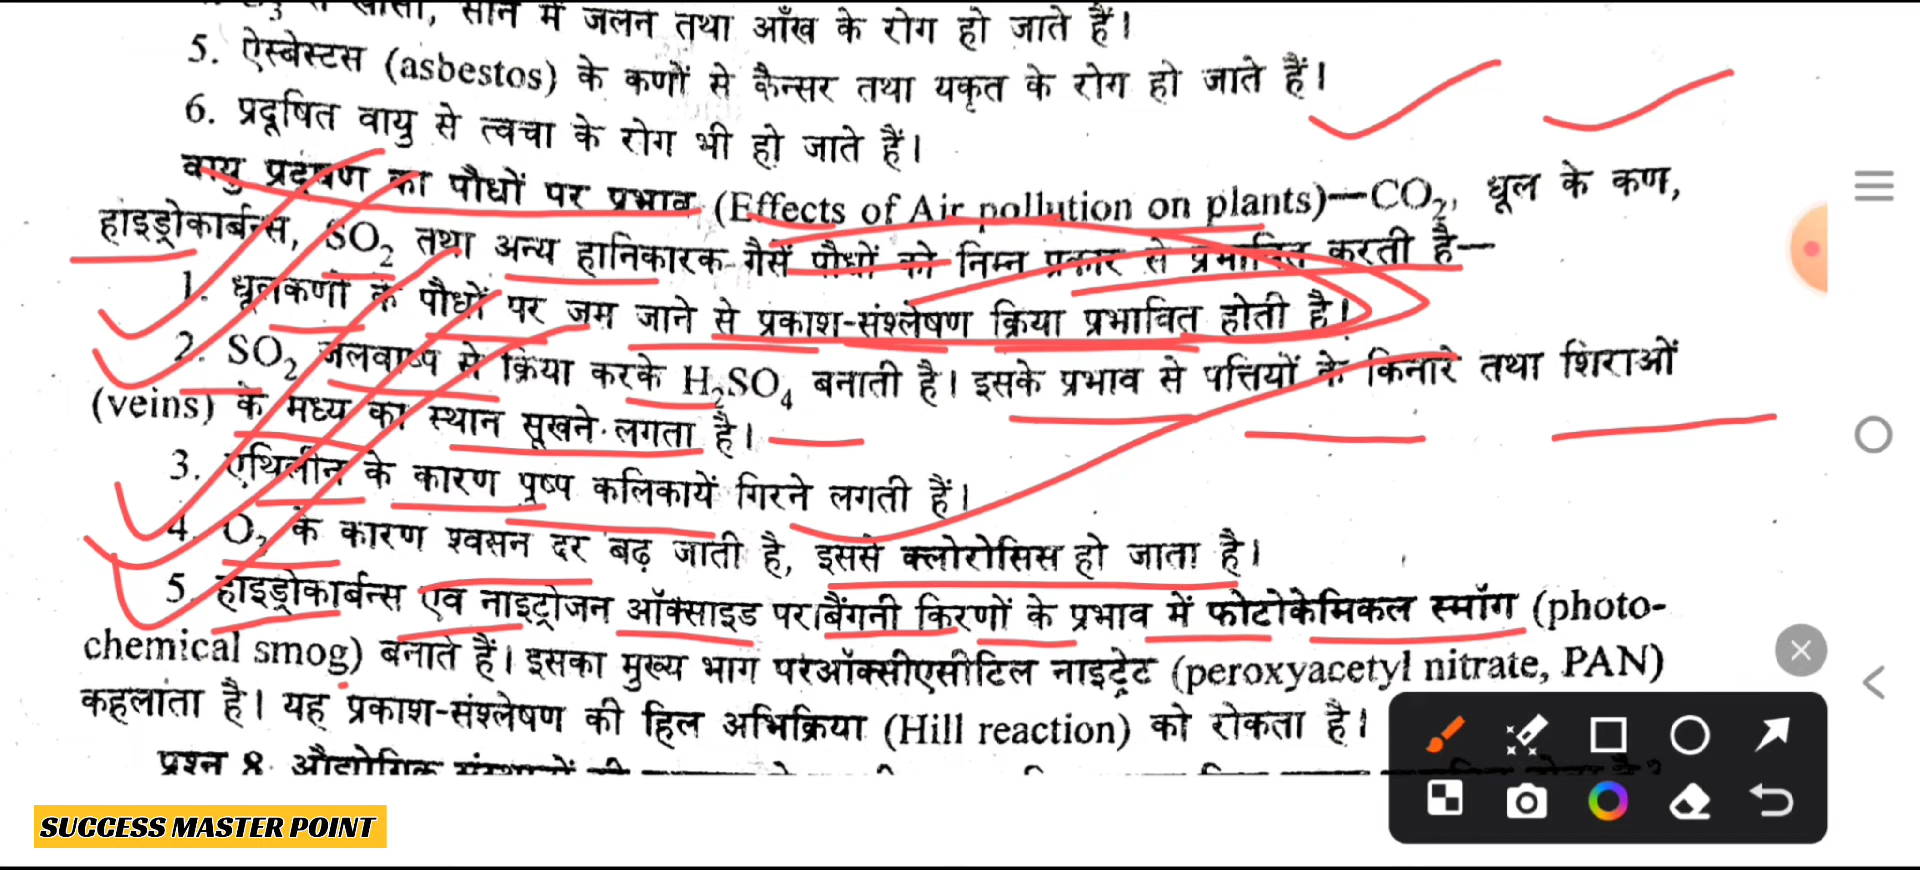 खाँसी, सीने में जलन तथा आँख के रोग हो जाते हैं।
5. ऐस्बेस्टस (asbestos) के कणों से कैन्सर तथा यकृत के रोग हो जाते हैं।
6. प्रदूषित वायु से त्वचा के रोग भी हो जाते हैं।
वायु प्रदूषण का पौधों पर प्रभाव (Effects of Air pollution on plants)—CO₂, धूल के कण,
हाइड्रोकार्बन्स, SO₂ तथा अन्य हानिकारक गैसें पौधों को निम्न प्रकार से प्रभावित करती है—
1. धूलकणों के पौधों पर जम जाने से प्रकाश-संश्लेषण क्रिया प्रभावित होती है।
2. SO₂ जलवाष्प से क्रिया करके H₂SO₄ बनाती है। इसके प्रभाव से पत्तियों के किनारे तथा शिराओं
(veins) के मध्य का स्थान सूखने लगता है।
3. एथिलीन के कारण पुष्प कलिकायें गिरने लगती हैं।
4. O₃ के कारण श्वसन दर बढ़ जाती है, इससे क्लोरोसिस हो जाता है।
5. हाइड्रोकार्बन्स एवं नाइट्रोजन ऑक्साइड पराबैंगनी किरणों के प्रभाव में फोटोकेमिकल स्मॉग (photo-
chemical smog) बनाते हैं। इसका मुख्य भाग परऑक्सीएसीटिल नाइट्रेट (peroxyacetyl nitrate, PAN)
कहलाता है। यह प्रकाश-संश्लेषण की हिल अभिक्रिया (Hill reaction) को रोकता है।
प्रश्न 8. औद्योगिक संस्थानों
SUCCESS MASTER POINT